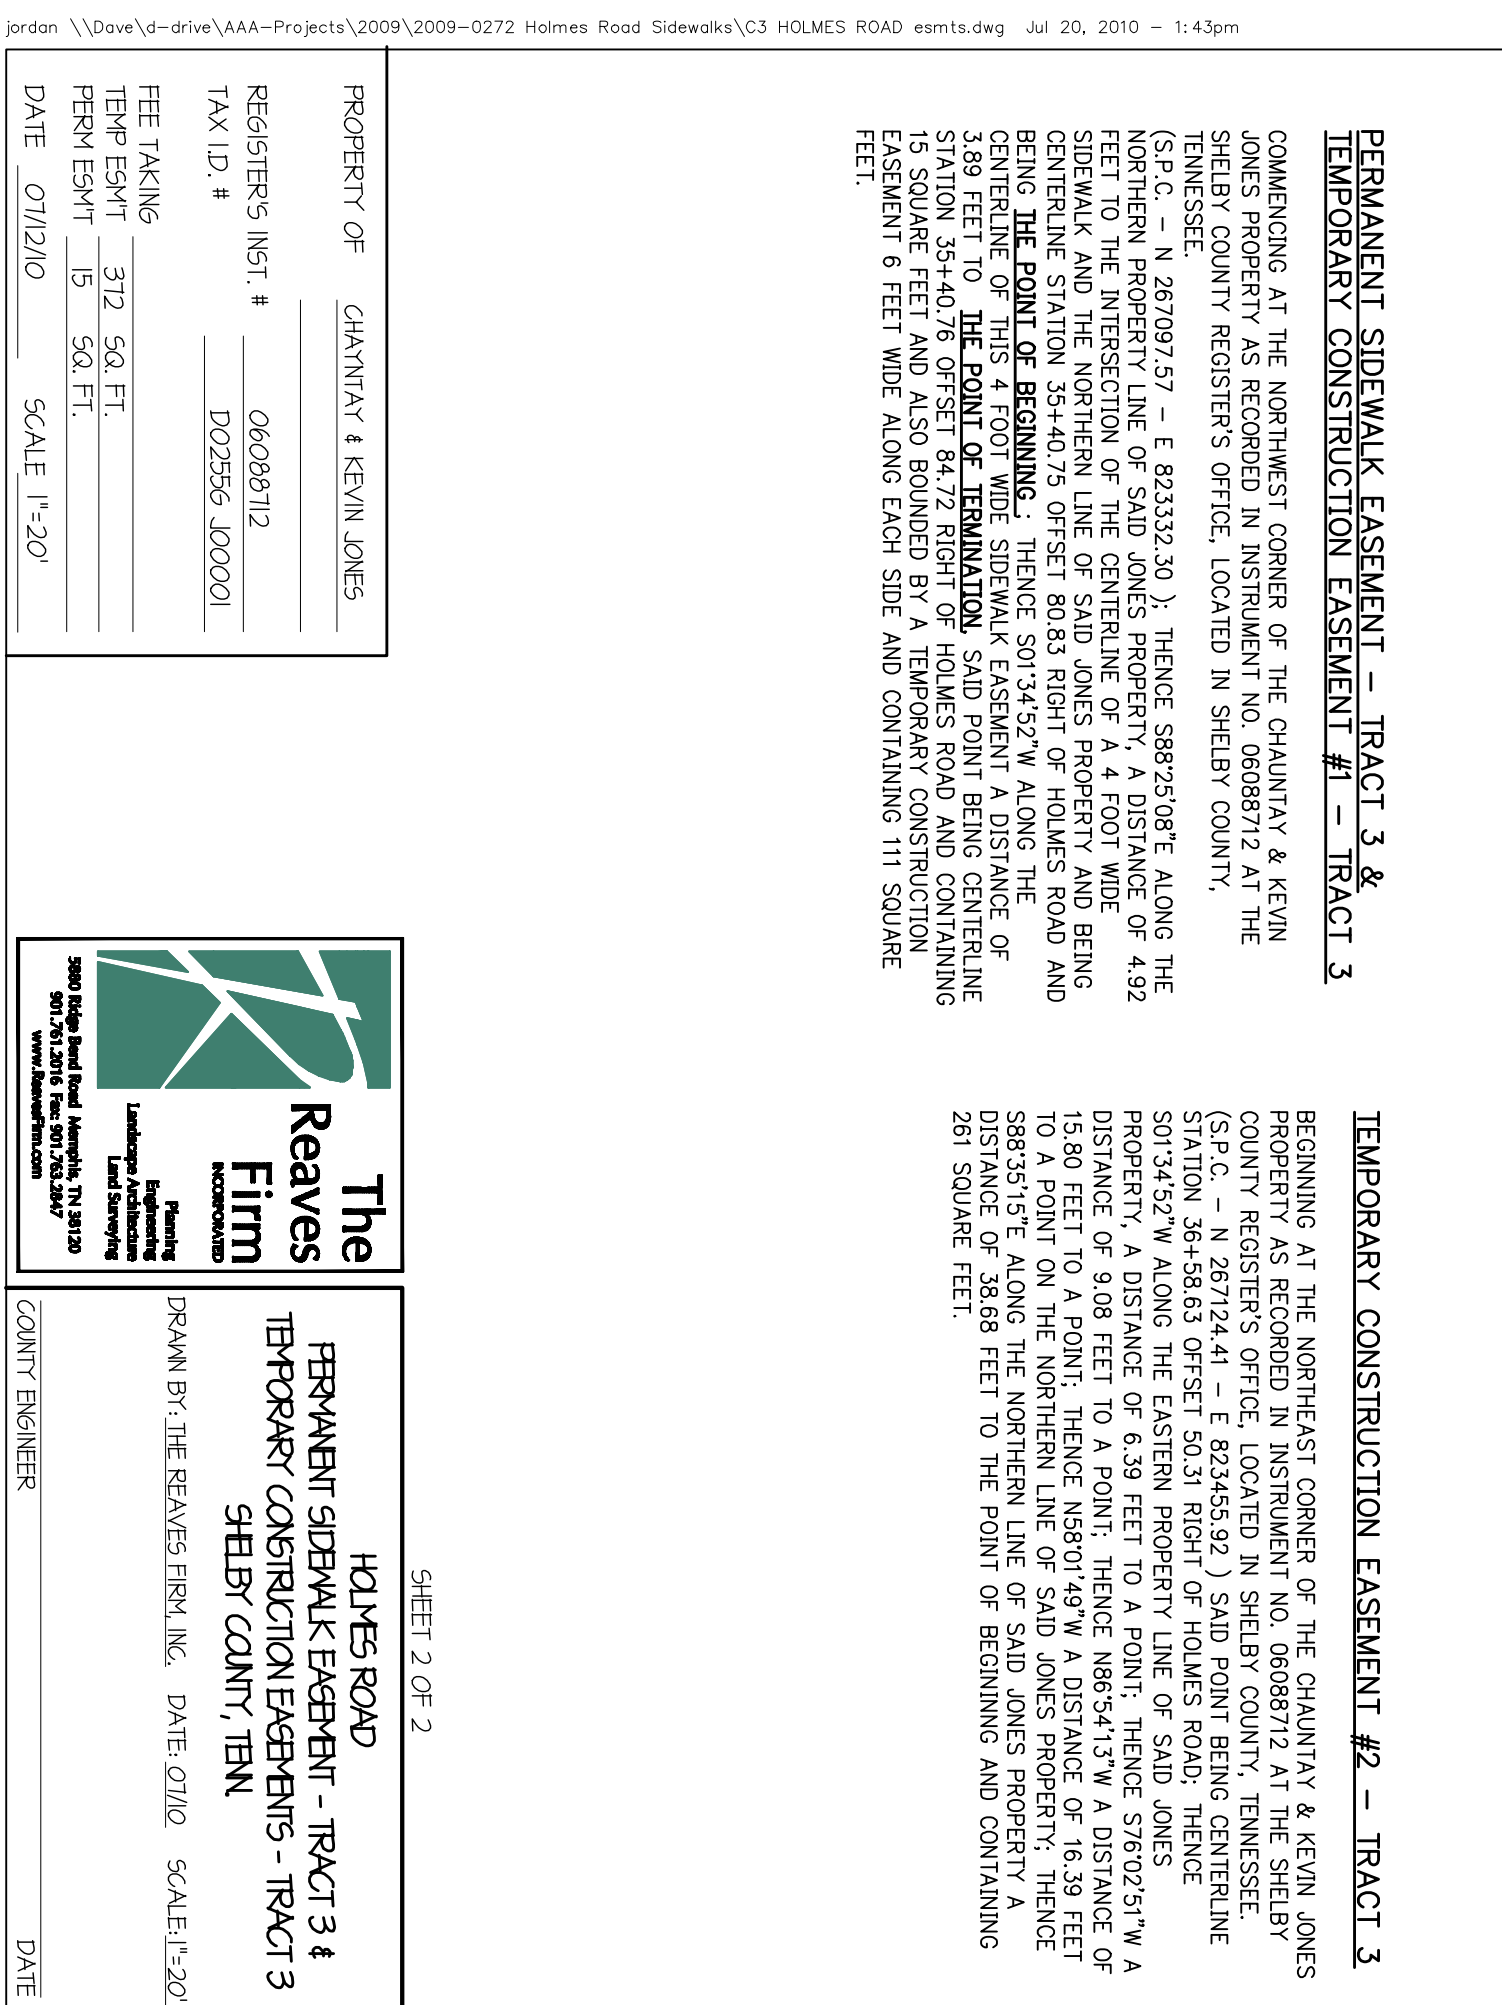 jordan \\Dave\d-drive\AAA-Projects\2009\2009-0272 Holmes Road Sidewalks\C3 HOLMES ROAD esmts.dwg Jul 20, 2010 - 1:43pm
PERMANENT SIDEWALK EASEMENT - TRACT 3 &
TEMPORARY CONSTRUCTION EASEMENT #1 - TRACT 3
COMMENCING AT THE NORTHWEST CORNER OF THE CHAUNTAY & KEVIN
JONES PROPERTY AS RECORDED IN INSTRUMENT NO. 06088712 AT THE
SHELBY COUNTY REGISTER'S OFFICE, LOCATED IN SHELBY COUNTY,
TENNESSEE.
(S.P.C. - N 267097.57 - E 823332.30 ); THENCE S88°25'08"E ALONG THE
NORTHERN PROPERTY LINE OF SAID JONES PROPERTY, A DISTANCE OF 4.92
FEET TO THE INTERSECTION OF THE CENTERLINE OF A 4 FOOT WIDE
SIDEWALK AND THE NORTHERN LINE OF SAID JONES PROPERTY AND BEING
CENTERLINE STATION 35+40.75 OFFSET 80.83 RIGHT OF HOLMES ROAD AND
BEING THE POINT OF BEGINNING ; THENCE S01°34'52"W ALONG THE
CENTERLINE OF THIS 4 FOOT WIDE SIDEWALK EASEMENT A DISTANCE OF
3.89 FEET TO THE POINT OF TERMINATION, SAID POINT BEING CENTERLINE
STATION 35+40.76 OFFSET 84.72 RIGHT OF HOLMES ROAD AND CONTAINING
15 SQUARE FEET AND ALSO BOUNDED BY A TEMPORARY CONSTRUCTION
EASEMENT 6 FEET WIDE ALONG EACH SIDE AND CONTAINING 111 SQUARE
FEET.
TEMPORARY CONSTRUCTION EASEMENT #2 - TRACT 3
BEGINNING AT THE NORTHEAST CORNER OF THE CHAUNTAY & KEVIN JONES
PROPERTY AS RECORDED IN INSTRUMENT NO. 06088712 AT THE SHELBY
COUNTY REGISTER'S OFFICE, LOCATED IN SHELBY COUNTY, TENNESSEE.
(S.P.C. - N 267124.41 - E 823455.92 ) SAID POINT BEING CENTERLINE
STATION 36+58.63 OFFSET 50.31 RIGHT OF HOLMES ROAD; THENCE
S01°34'52"W ALONG THE EASTERN PROPERTY LINE OF SAID JONES
PROPERTY, A DISTANCE OF 6.39 FEET TO A POINT; THENCE S76°02'51"W A
DISTANCE OF 9.08 FEET TO A POINT; THENCE N86°54'13"W A DISTANCE OF
15.80 FEET TO A POINT; THENCE N58°01'49"W A DISTANCE OF 16.39 FEET
TO A POINT ON THE NORTHERN LINE OF SAID JONES PROPERTY; THENCE
S88°35'15"E ALONG THE NORTHERN LINE OF SAID JONES PROPERTY A
DISTANCE OF 38.68 FEET TO THE POINT OF BEGINING AND CONTAINING
261 SQUARE FEET.
PROPERTY OF CHAYNTAY & KEVIN JONES
REGISTER'S INST. # 06088712
TAX I.D. # D0255G J00001
FEE TAKING
TEMP ESM'T 372 SQ. FT.
PERM ESM'T 15 SQ. FT.
DATE 07/12/10 SCALE 1"=20'
The
Reaves
Firm
INCORPORATED
Planning
Engineering
Landscape Architecture
Land Surveying
5880 Ridge Bend Road Memphis, TN 38120
901.761.2016 Fax: 901.763.2847
www.ReavesFirm.com
SHEET 2 OF 2
HOLMES ROAD
PERMANENT SIDEWALK EASEMENT - TRACT 3 &
TEMPORARY CONSTRUCTION EASEMENTS - TRACT 3
SHELBY COUNTY, TENN.
DRAWN BY: THE REAVES FIRM, INC. DATE: 07/10 SCALE: 1"=20'
COUNTY ENGINEER DATE